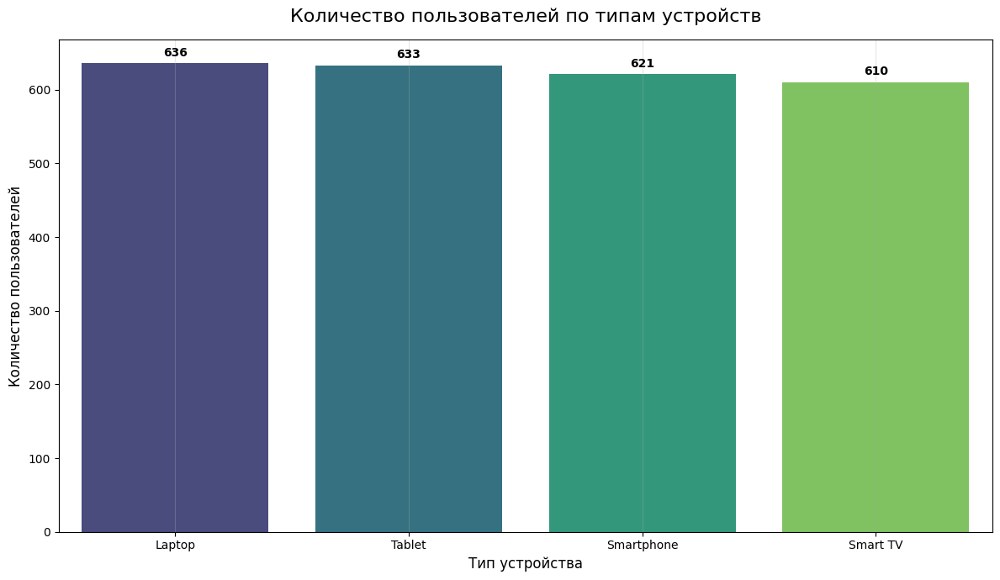 Количество пользователей по типам устройств
Количество пользователей
600
500
400
300
200
100
0
636
633
621
610
Laptop
Tablet
Smartphone
Smart TV
Тип устройства